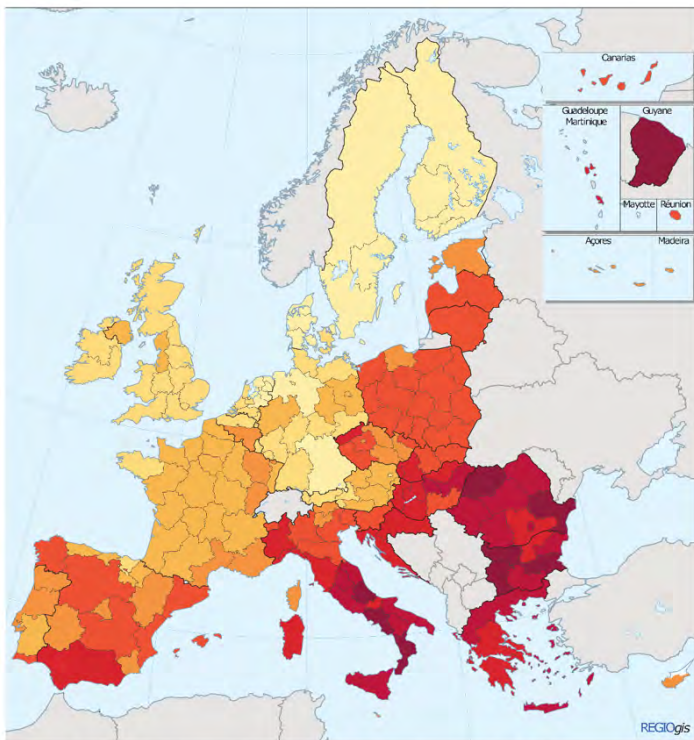 Canarias
Guadeloupe
Martinique
Guyane
Mayotte
Réunion
Açores
Madeira
REGIOgis